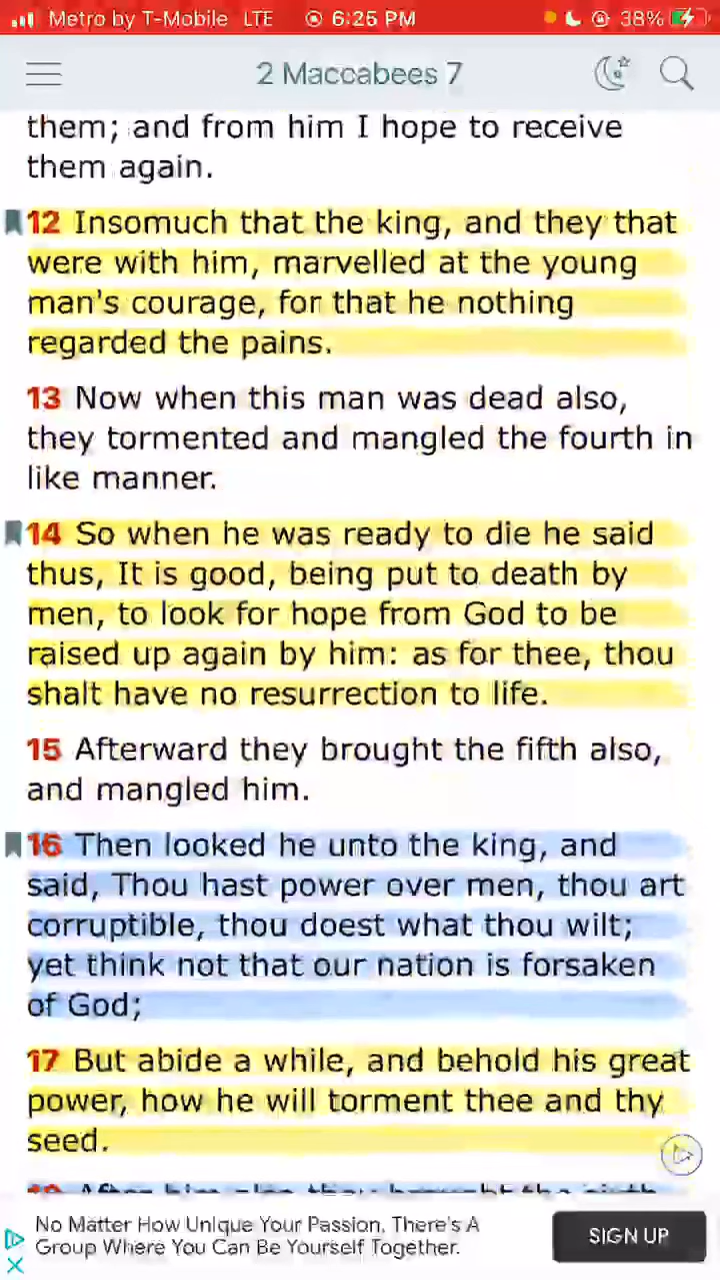 Metro by T-Mobile LTE 6:25 PM 38%
2 Maccabees 7
them; and from him I hope to receive
them again.
12 Insomuch that the king, and they that
were with him, marvelled at the young
man's courage, for that he nothing
regarded the pains.
13 Now when this man was dead also,
they tormented and mangled the fourth in
like manner.
14 So when he was ready to die he said
thus, It is good, being put to death by
men, to look for hope from God to be
raised up again by him: as for thee, thou
shalt have no resurrection to life.
15 Afterward they brought the fifth also,
and mangled him.
16 Then looked he unto the king, and
said, Thou hast power over men, thou art
corruptible, thou doest what thou wilt;
yet think not that our nation is forsaken
of God;
17 But abide a while, and behold his great
power, how he will torment thee and thy
seed.
No Matter How Unique Your Passion, There's A
Group Where You Can Be Yourself Together.
SIGN UP